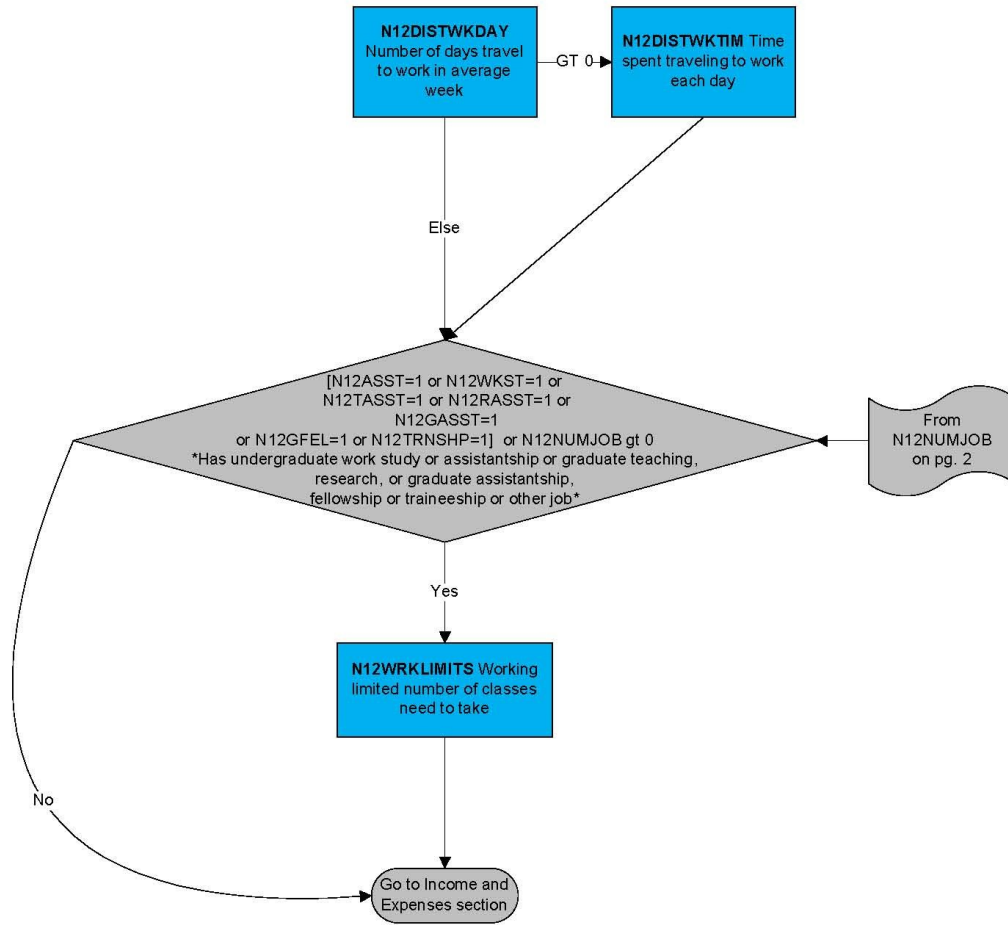 N12DISTWKDAY
Number of days travel
to work in average
week
GT 0
N12DISTWKTIM Time
spent traveling to work
each day
Else
[N12ASST=1 or N12WKST=1 or
N12TASST=1 or N12RASST=1 or
N12GASST=1
or N12GFEL=1 or N12TRNSHP=1]  or N12NUMJOB gt 0
*Has undergraduate work study or assistantship or graduate teaching,
research, or graduate assistantship,
fellowship or traineeship or other job*
From
N12NUMJOB
on pg. 2
Yes
N12WRKLIMITS Working
limited number of classes
need to take
No
Go to Income and
Expenses section